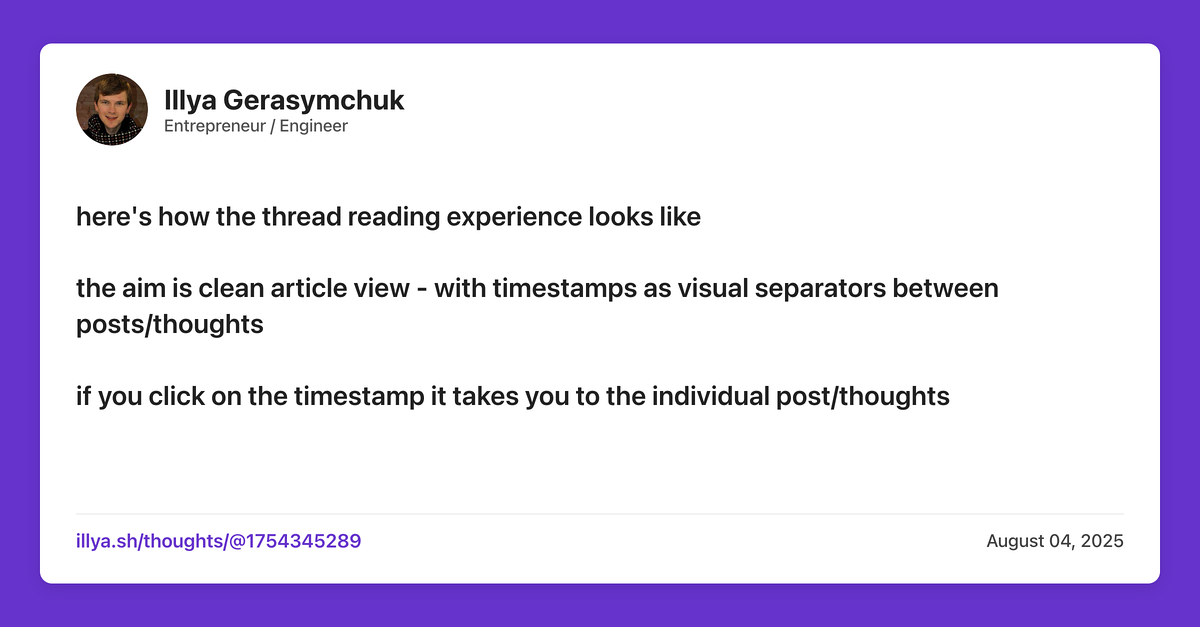 Illya Gerasymchuk
Entrepreneur / Engineer
here's how the thread reading experience looks like
the aim is clean article view - with timestamps as visual separators between
posts/thoughts
if you click on the timestamp it takes you to the individual post/thoughts
illya.sh/thoughts/@1754345289
August 04, 2025